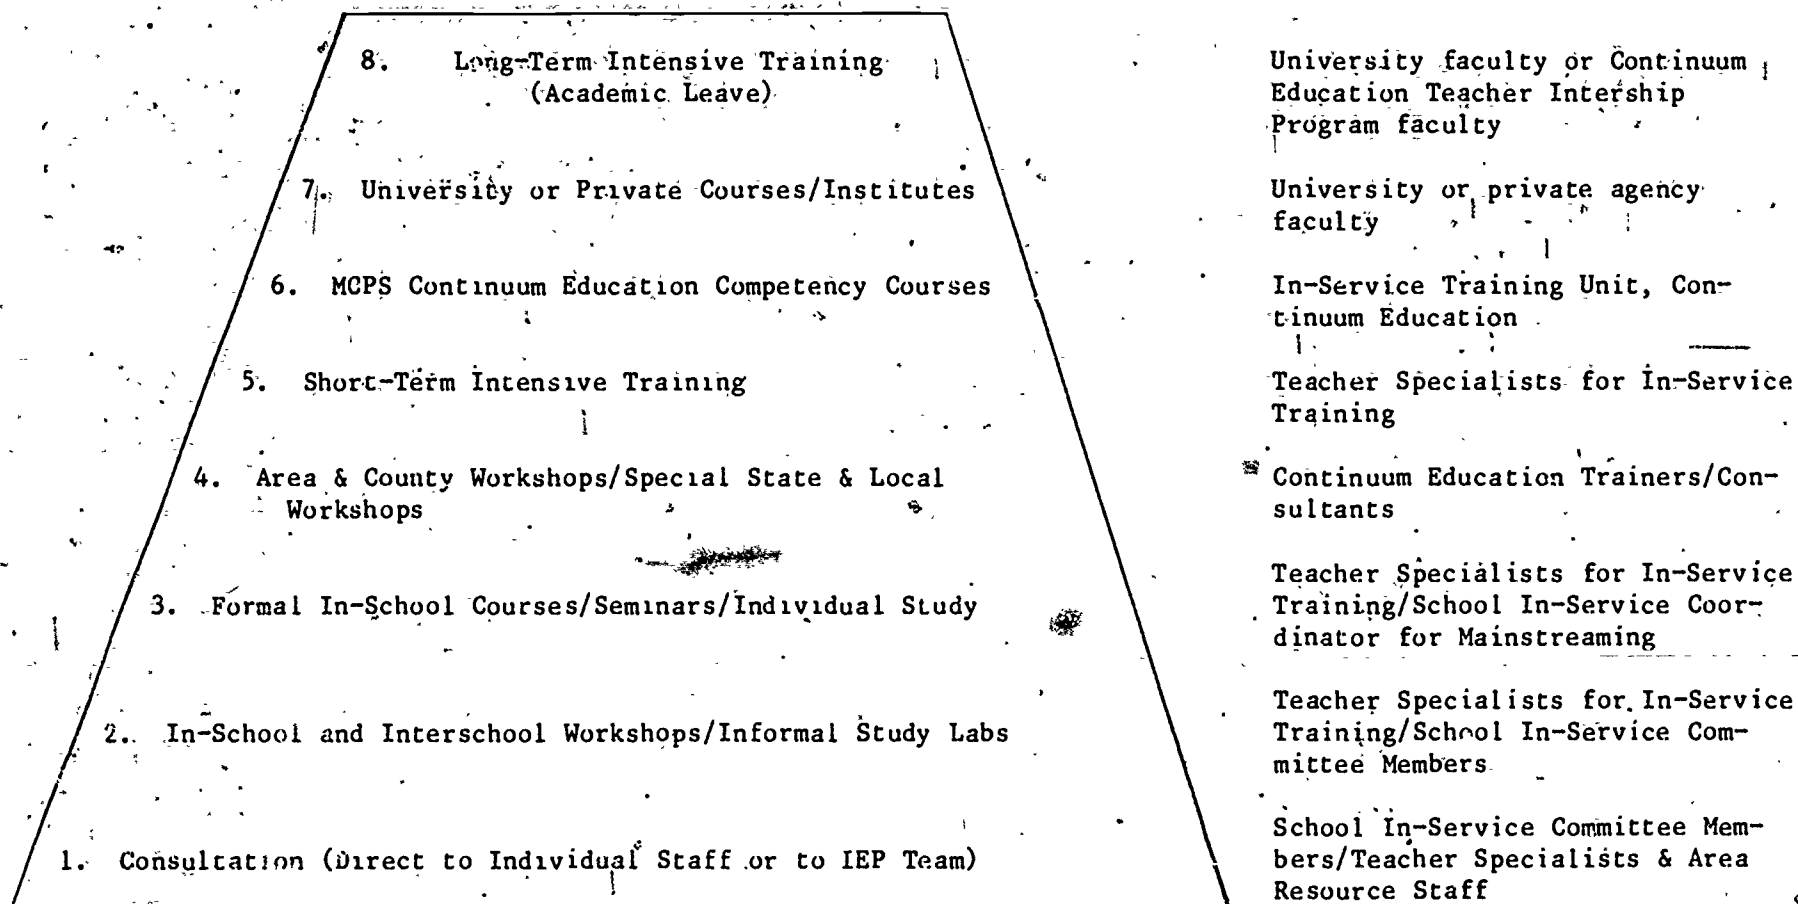 8. Long-Term Intensive Training
(Academic Leave)
University faculty or Continuum
Education Teacher Intership
Program faculty
7. University or Private Courses/Institutes
University or private agency
faculty
6. MCPS Continuum Education Competency Courses
In-Service Training Unit, Con-
tinuum Education
5. Short-Term Intensive Training
Teacher Specialists for In-Service
Training
4. Area & County Workshops/Special State & Local
Workshops
Continuum Education Trainers/Con-
sultants
3. Formal In-School Courses/Seminars/Individual Study
Teacher Specialists for In-Service
Training/School In-Service Coor-
dinator for Mainstreaming
2. In-School and Interschool Workshops/Informal Study Labs
Teacher Specialists for In-Service
Training/School In-Service Com-
mittee Members
1. Consultation (Direct to Individual Staff or to IEP Team)
School In-Service Committee Mem-
bers/Teacher Specialists & Area
Resource Staff